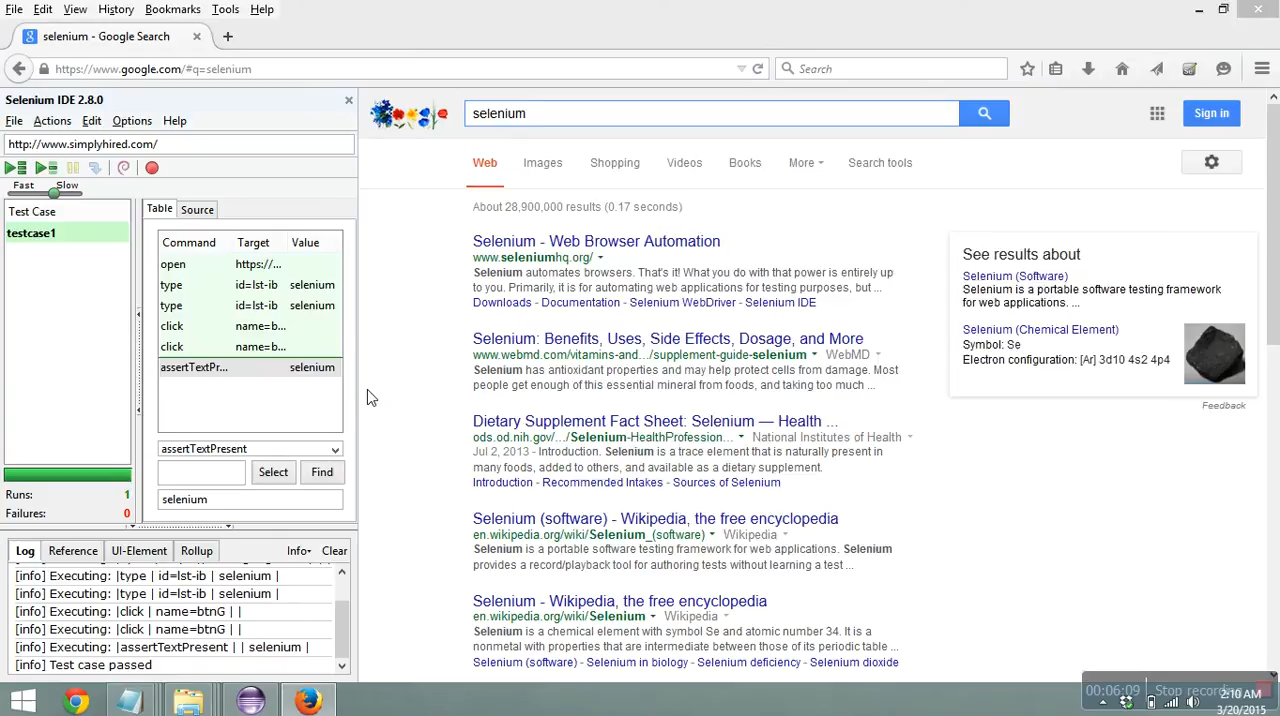 File Edit View History Bookmarks Tools Help
selenium - Google Search
https://www.google.com/#q=selenium
Search
Selenium IDE 2.8.0
File Actions Edit Options Help
http://www.simplyhired.com/
Fast Slow
Test Case
testcase1
Runs: 1
Failures: 0
Table Source
Command Target Value
open https://...
type id=lst-ib selenium
type id=lst-ib selenium
click name=b...
click name=b...
assertTextPr... selenium
assertTextPresent
Select Find
selenium
Log Reference UI-Element Rollup Info Clear
[info] Executing: |type | id=lst-ib | selenium |
[info] Executing: |type | id=lst-ib | selenium |
[info] Executing: |click | name=btnG | |
[info] Executing: |click | name=btnG | |
[info] Executing: |assertTextPresent | | selenium |
[info] Test case passed
selenium
Sign in
Web Images Shopping Videos Books More Search tools
About 28,900,000 results (0.17 seconds)
Selenium - Web Browser Automation
www.seleniumhq.org/
Selenium automates browsers. That's it! What you do with that power is entirely up
to you. Primarily, it is for automating web applications for testing purposes, but ...
Downloads - Documentation - Selenium WebDriver - Selenium IDE
Selenium: Benefits, Uses, Side Effects, Dosage, and More
www.webmd.com/vitamins-and.../supplement-guide-selenium WebMD
Selenium has antioxidant properties and may help protect cells from damage. Most
people get enough of this essential mineral from foods, and taking too much ...
Dietary Supplement Fact Sheet: Selenium — Health ...
ods.od.nih.gov/.../Selenium-HealthProfession... National Institutes of Health
Jul 2, 2013 - Introduction. Selenium is a trace element that is naturally present in
many foods, added to others, and available as a dietary supplement.
Introduction - Recommended Intakes - Sources of Selenium
Selenium (software) - Wikipedia, the free encyclopedia
en.wikipedia.org/wiki/Selenium_(software) Wikipedia
Selenium is a portable software testing framework for web applications. Selenium
provides a record/playback tool for authoring tests without learning a test ...
Selenium - Wikipedia, the free encyclopedia
en.wikipedia.org/wiki/Selenium Wikipedia
Selenium is a chemical element with symbol Se and atomic number 34. It is a
nonmetal with properties that are intermediate between those of its periodic table ...
Selenium (software) - Selenium in biology - Selenium deficiency - Selenium dioxide
See results about
Selenium (Software)
Selenium is a portable software testing framework
for web applications. ...
Selenium (Chemical Element)
Symbol: Se
Electron configuration: [Ar] 3d10 4s2 4p4
Feedback
00:06:09 Stop recording
2:10 AM
3/20/2015